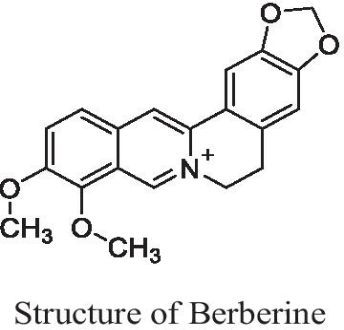 O
O
N+
O
CH3
O
CH3
Structure of Berberine